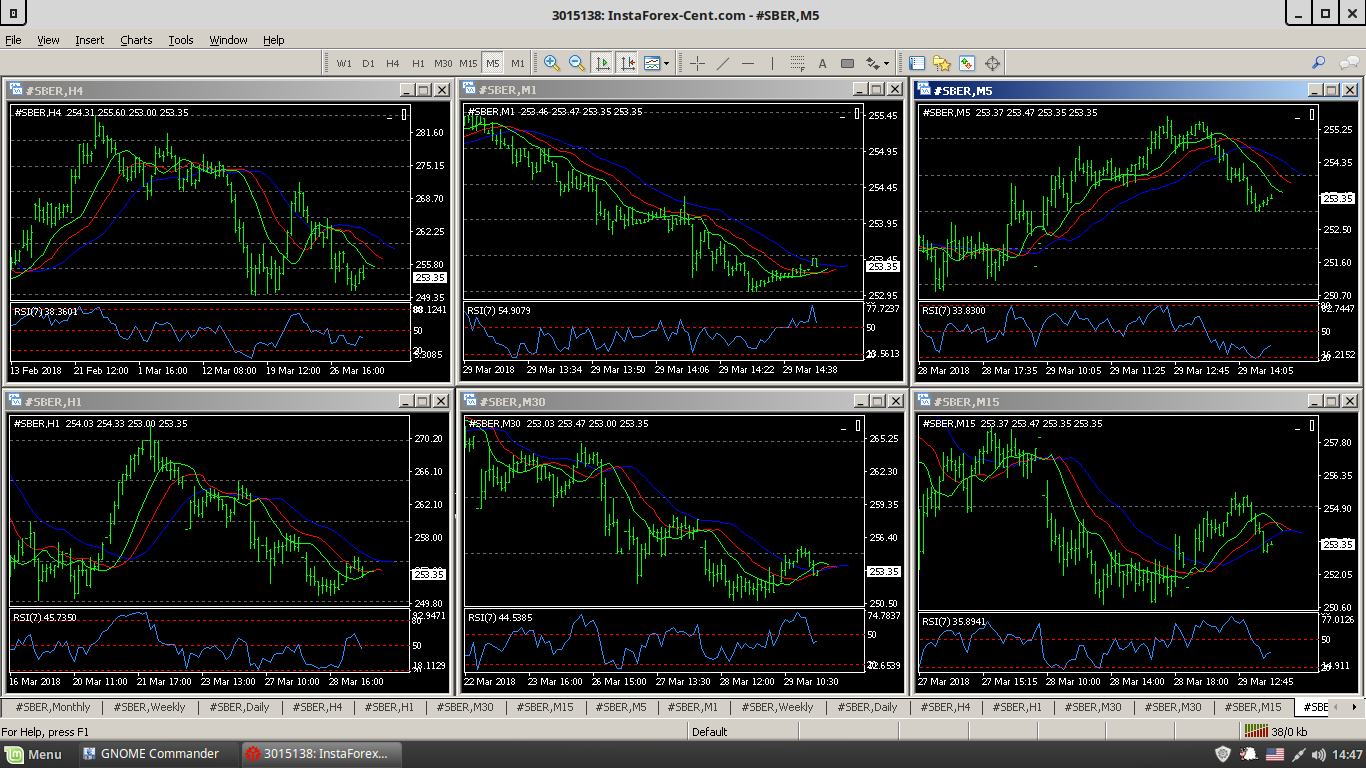 3015138: InstaForex-Cent.com - #SBER,M5
File View Insert Charts Tools Window Help
W1 D1 H4 H1 M30 M15 M5 M1
#SBER,H4
#SBER,H4 254.31 255.60 253.00 253.35
281.60
275.15
268.70
262.25
255.80
253.35
249.35
RSI(7) 38.3601
50
13 Feb 2018 21 Feb 12:00 1 Mar 16:00 12 Mar 08:00 19 Mar 12:00 26 Mar 16:00
#SBER,M1
#SBER,M1 253.46 253.47 253.35 253.35
255.45
254.95
254.45
253.95
253.45
253.35
252.95
RSI(7) 54.9079
77.7237
50
29 Mar 2018 29 Mar 13:34 29 Mar 13:50 29 Mar 14:06 29 Mar 14:22 29 Mar 14:38
#SBER,M5
#SBER,M5 253.37 253.47 253.35 253.35
255.25
254.35
253.35
252.50
251.60
250.70
RSI(7) 33.8300
82.7447
50
16.2152
28 Mar 2018 28 Mar 17:35 29 Mar 10:05 29 Mar 11:25 29 Mar 12:45 29 Mar 14:05
#SBER,H1
#SBER,H1 254.03 254.33 253.00 253.35
270.20
266.10
262.10
258.00
253.35
249.80
RSI(7) 45.7350
92.9471
80
50
18.1129
16 Mar 2018 20 Mar 11:00 21 Mar 17:00 23 Mar 13:00 27 Mar 10:00 28 Mar 16:00
#SBER,M30
#SBER,M30 253.03 253.47 253.00 253.35
265.25
262.30
259.35
256.40
253.35
250.50
RSI(7) 44.5385
74.7837
50
22 Mar 2018 23 Mar 16:00 26 Mar 15:00 27 Mar 13:30 28 Mar 12:00 29 Mar 10:30
#SBER,M15
#SBER,M15 253.37 253.47 253.35 253.35
257.80
256.35
254.90
253.35
252.05
250.60
RSI(7) 35.8941
77.0126
50
27 Mar 2018 27 Mar 15:15 28 Mar 10:00 28 Mar 14:00 28 Mar 18:00 29 Mar 12:45
#SBER,Monthly #SBER,Weekly #SBER,Daily #SBER,H4 #SBER,H1 #SBER,M30 #SBER,M15 #SBER,M5 #SBER,M1 #SBER,Weekly #SBER,Daily #SBER,H4 #SBER,H1 #SBER,M30 #SBER,M30 #SBER,M15 #SBE
For Help, press F1 Default 38/0 kb
Menu GNOME Commander 3015138: InstaForex... 14:47